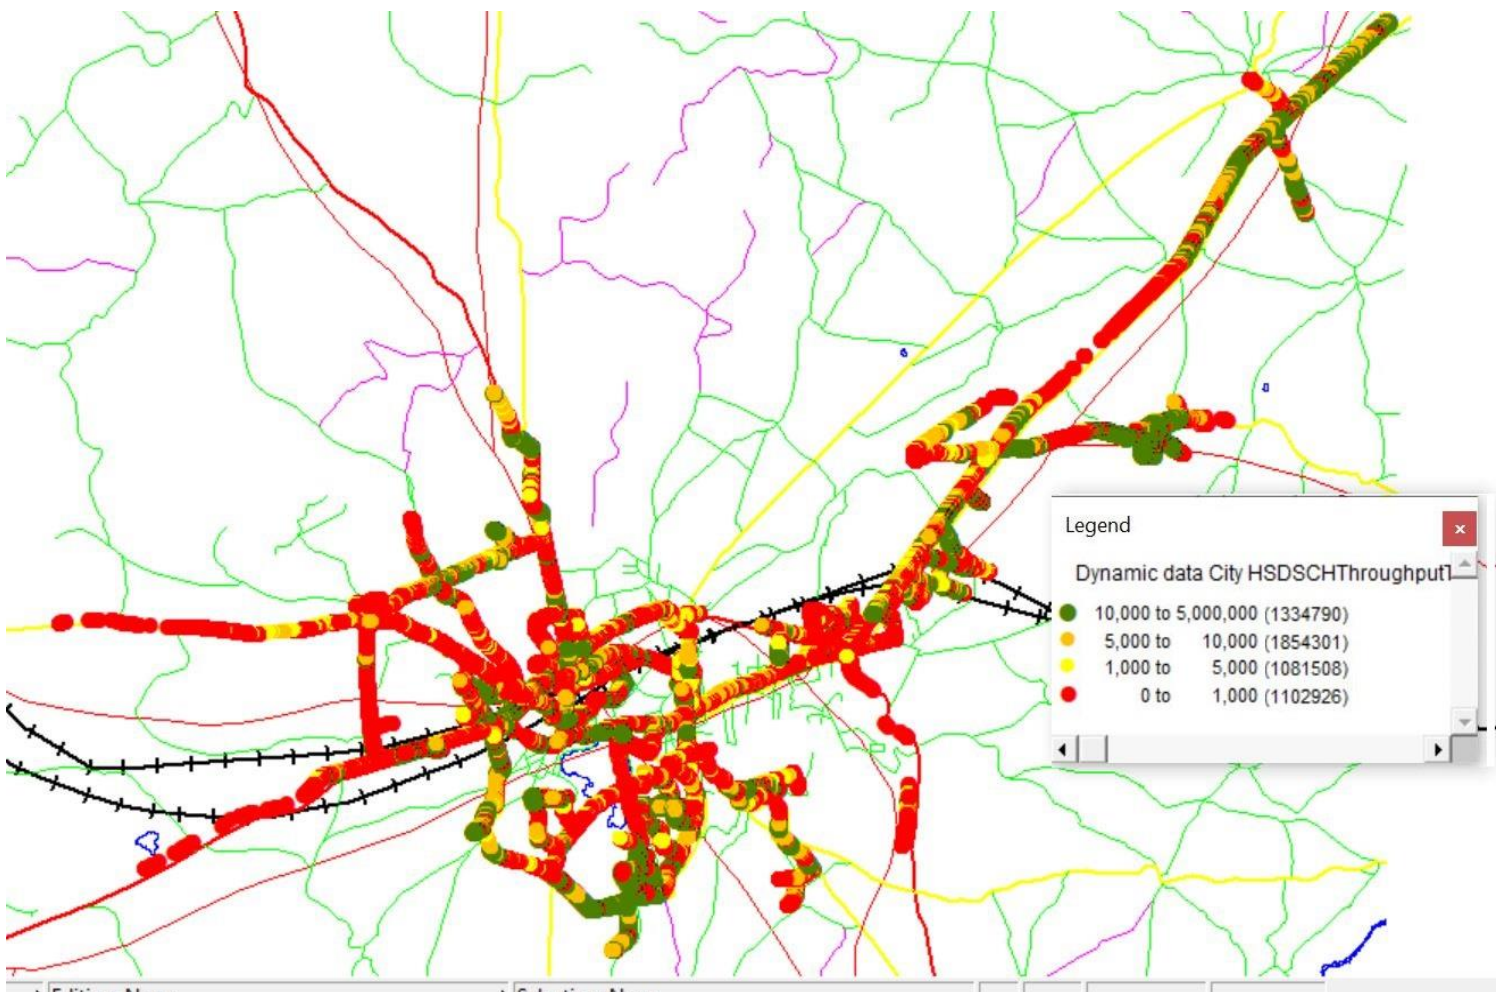 Legend
x
Dynamic data City HSDSCHThroughput
10,000 to 5,000,000 (1334790)
5,000 to 10,000 (1854301)
1,000 to 5,000 (1081508)
0 to 1,000 (1102926)